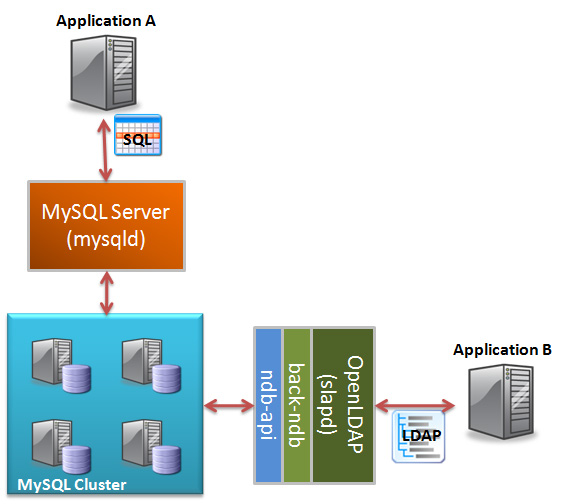 Application A
SQL
MySQL Server
(mysqld)
MySQL Cluster
ndb-api
back-ndb
OpenLDAP
(slapd)
LDAP
Application B